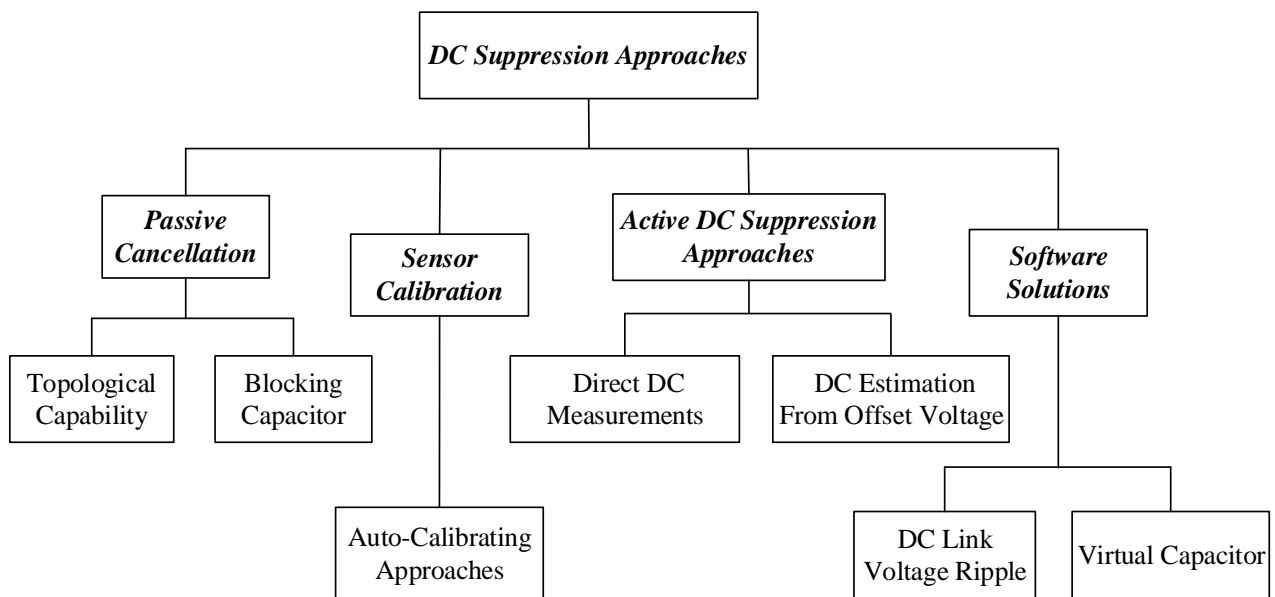 DC Suppression Approaches
Passive
Cancellation
Sensor
Calibration
Active DC Suppression
Approaches
Software
Solutions
Topological
Capability
Blocking
Capacitor
Direct DC
Measurements
DC Estimation
From Offset Voltage
Auto-Calibrating
Approaches
DC Link
Voltage Ripple
Virtual Capacitor